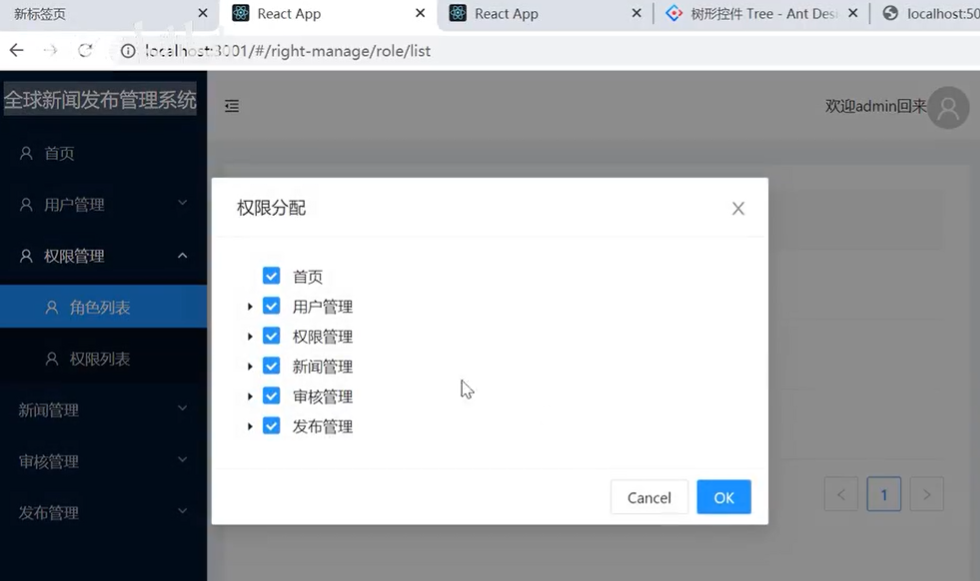 新标签页
React App
React App
树形控件 Tree - Ant Des
localhost:50
localhost:3001/#/right-manage/role/list
全球新闻发布管理系统
欢迎admin回来
首页
用户管理
权限管理
角色列表
权限列表
新闻管理
审核管理
发布管理
权限分配
首页
用户管理
权限管理
新闻管理
审核管理
发布管理
Cancel
OK
1